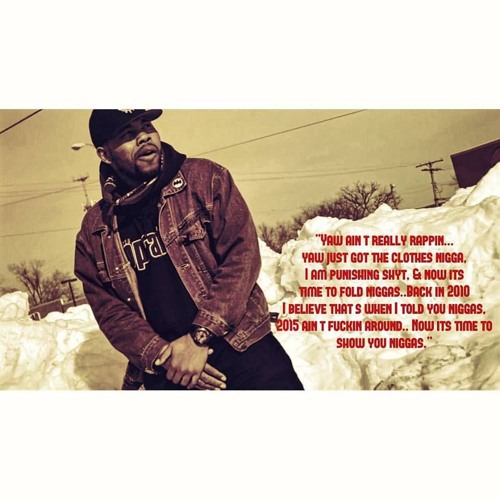 "YAW AIN T REALLY RAPPIN...
YAW JUST GOT THE CLOTHES NIGGA,
I AM PUNISHING SHYT, & NOW ITS
TIME TO FOLD NIGGAS..BACK IN 2010
I BELIEVE THAT S WHEN I TOLD YOU NIGGAS,
2015 AIN T FUCKIN AROUND.. NOW ITS TIME TO
SHOW YOU NIGGAS."